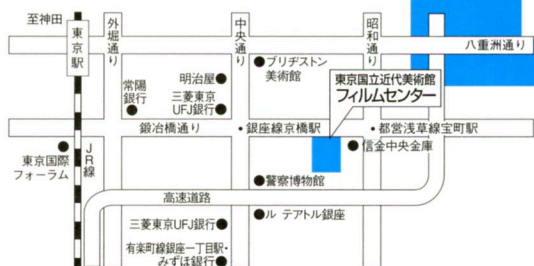 至神田
東京駅
外堀通り
中央通り
昭和通り
八重洲通り
ブリヂストン
美術館
明治屋
常陽
銀行
三菱東京
UFJ銀行
東京国立近代美術館
フィルムセンター
鍛冶橋通り
銀座線京橋駅
都営浅草線宝町駅
東京国際
フォーラム
JR線
信金中央金庫
警察博物館
高速道路
ル テアトル銀座
三菱東京UFJ銀行
有楽町線銀座一丁目駅・
みずほ銀行